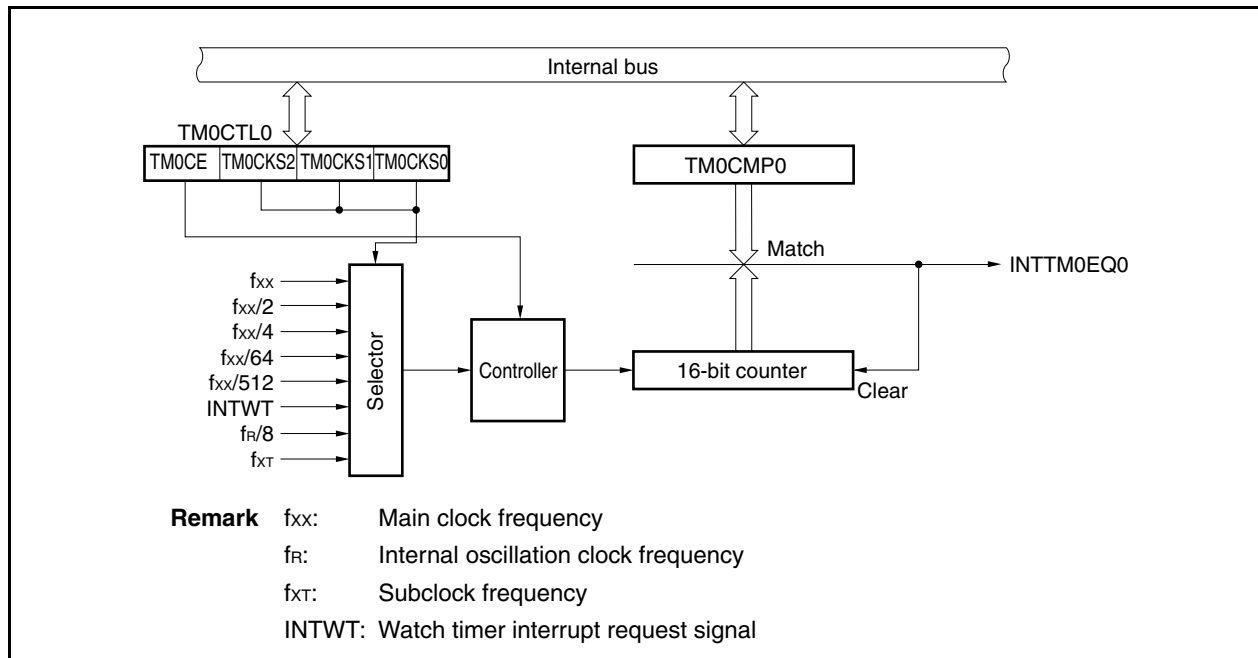 Internal bus
TM0CTL0
TM0CE TM0CKS2 TM0CKS1 TM0CKS0
TM0CMP0
Match
INTTM0EQ0
fXX
fXX/2
fXX/4
fXX/64
fXX/512
INTWT
fR/8
fXT
Selector
Controller
16-bit counter
Clear
Remark fXX: Main clock frequency
fR: Internal oscillation clock frequency
fXT: Subclock frequency
INTWT: Watch timer interrupt request signal